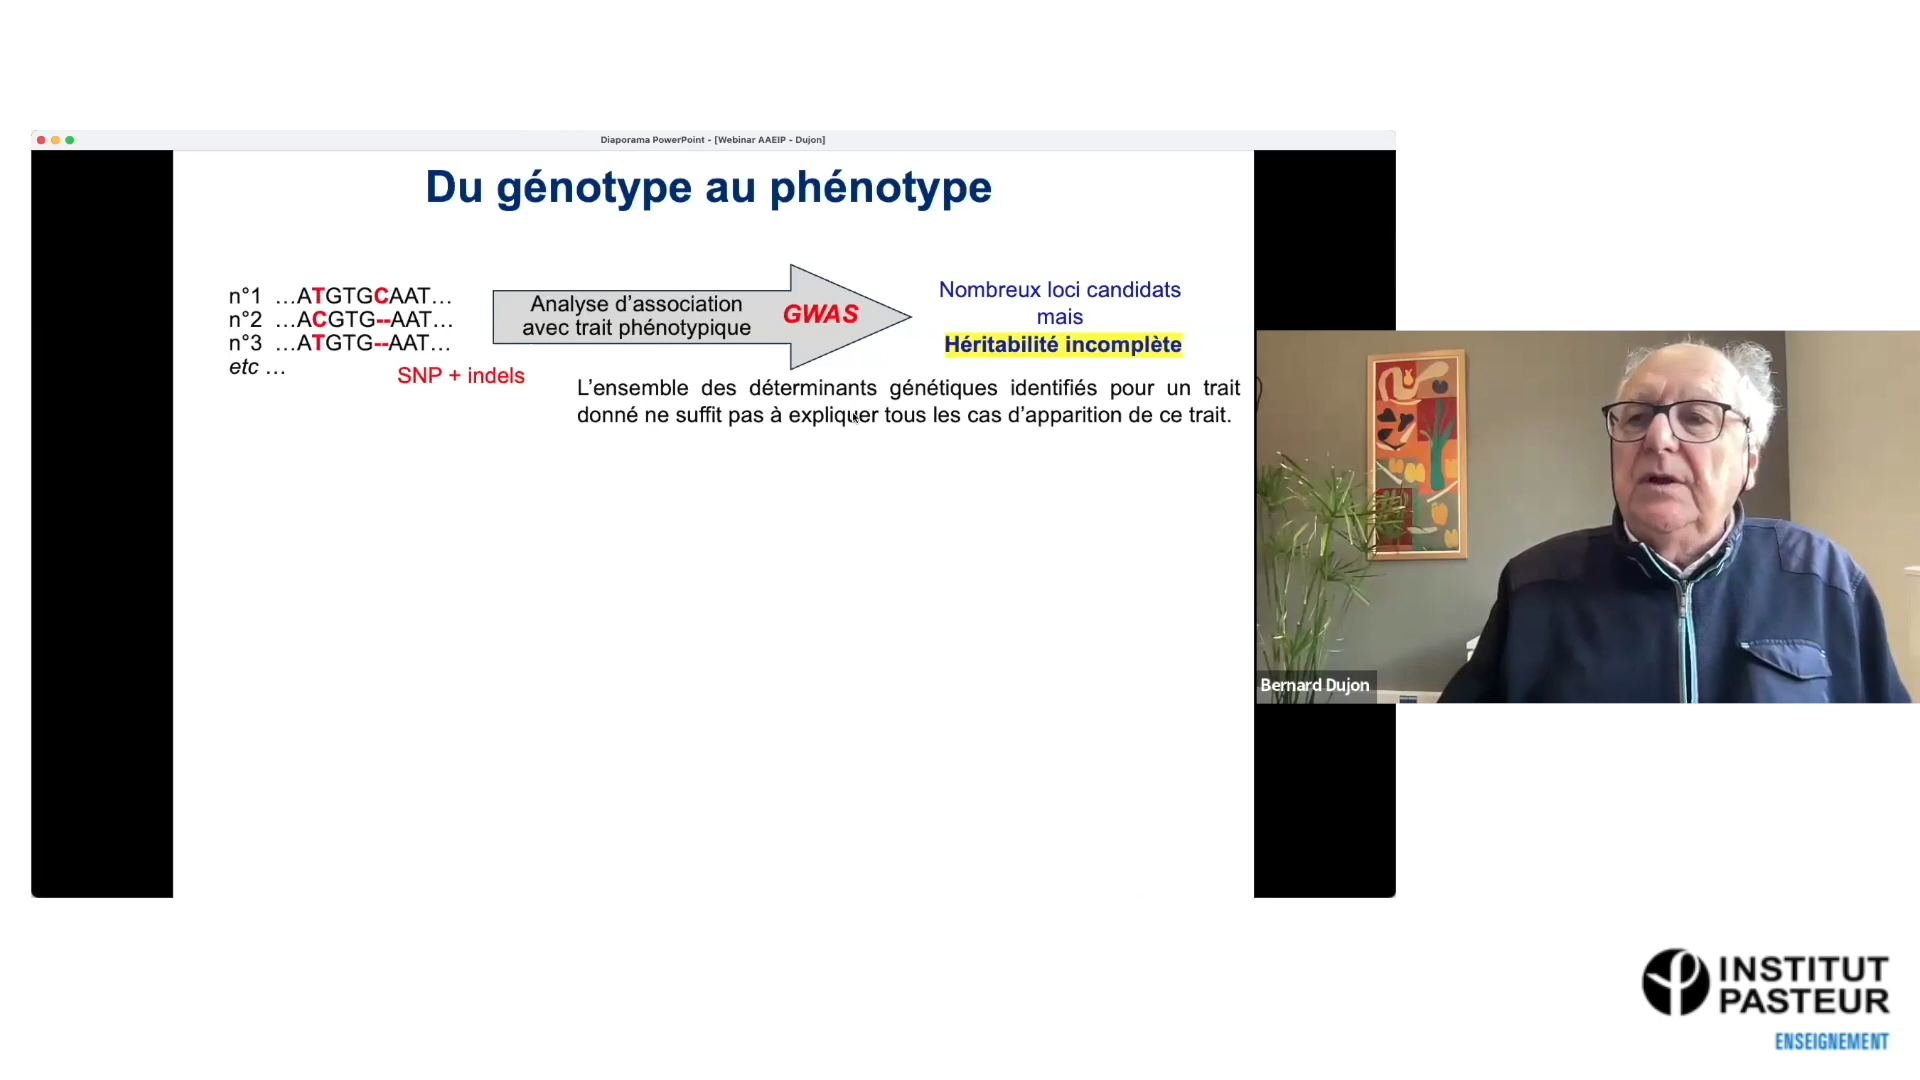 Diaporama PowerPoint - [Webinar AAEIP - Dujon]
Du génotype au phénotype
n°1 …ATGTGCAAT…
n°2 …ACGTG--AAT…
n°3 …ATGTG--AAT…
etc …
SNP + indels
Analyse d’association
avec trait phénotypique
GWAS
Nombreux loci candidats
mais
Héritabilité incomplète
L’ensemble des déterminants génétiques identifiés pour un trait
donné ne suffit pas à expliquer tous les cas d’apparition de ce trait.
Bernard Dujon
INSTITUT
PASTEUR
ENSEIGNEMENT